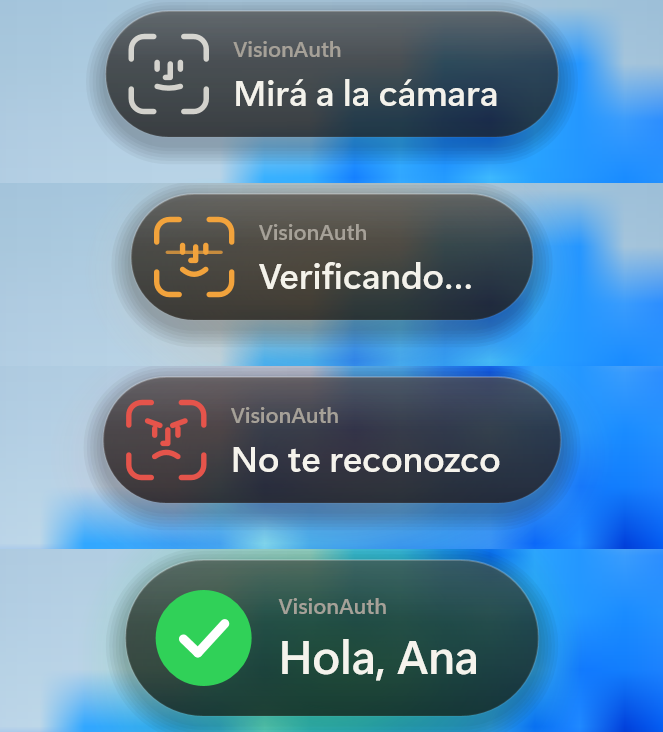 VisionAuth
Mirá a la cámara
VisionAuth
Verificando...
VisionAuth
No te reconozco
VisionAuth
Hola, Ana